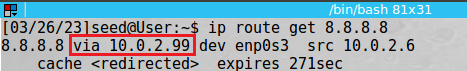 /bin/bash 81x31
[03/26/23]seed@User:~$ ip route get 8.8.8.8
8.8.8.8 via 10.0.2.99 dev enp0s3 src 10.0.2.6
cache <redirected> expires 271sec